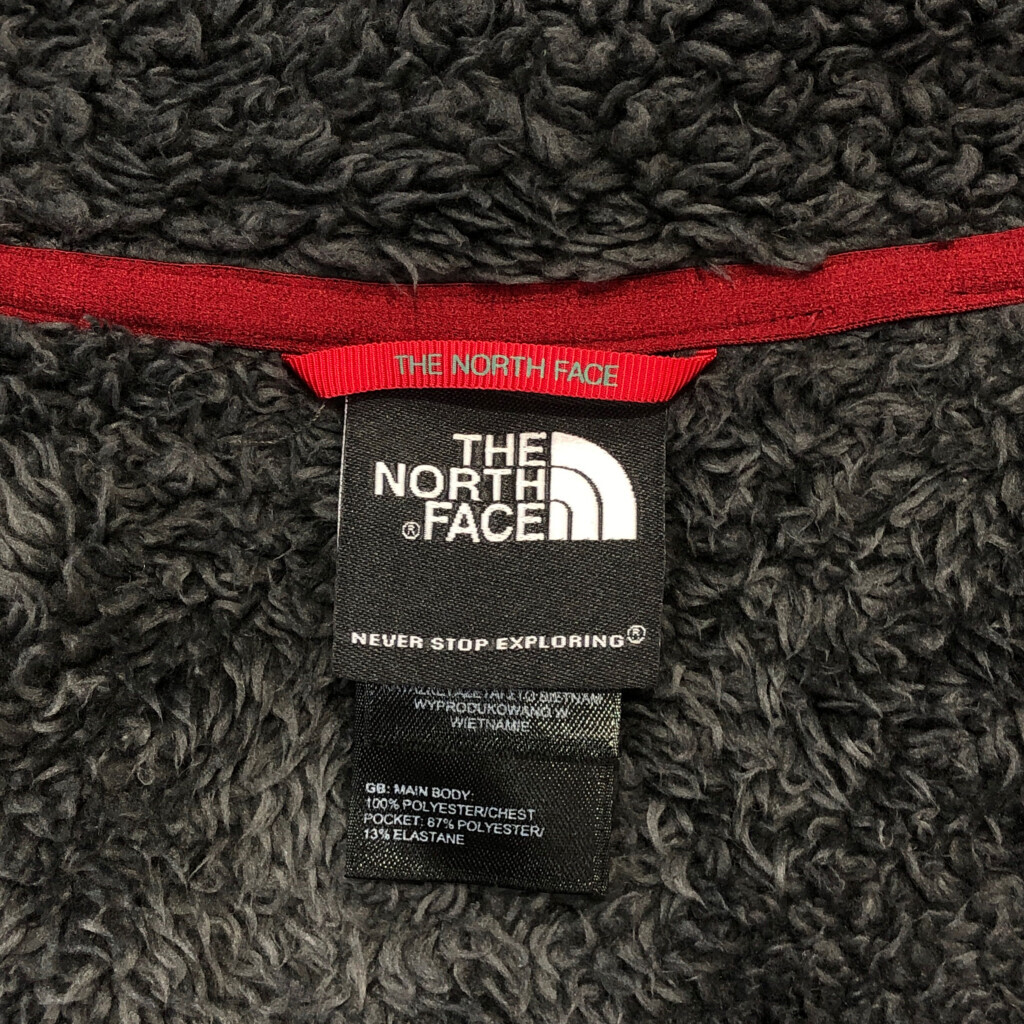 THE NORTH FACE
THE
NORTH
® FACE
NEVER STOP EXPLORING®
WYPRODUKOWANO W
WIETNAMIE
GB: MAIN BODY:
100% POLYESTER/CHEST
POCKET: 87% POLYESTER/
13% ELASTANE